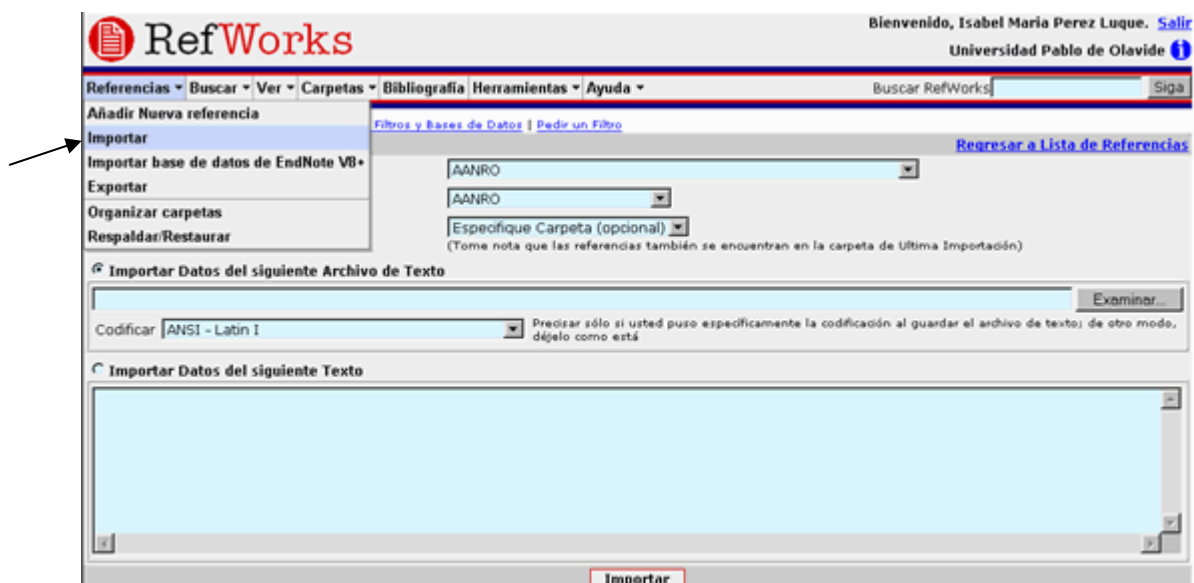 RefWorks
Bienvenido, Isabel Maria Perez Luque. Salir
Universidad Pablo de Olavide i
Referencias Buscar Ver Carpetas Bibliografía Herramientas Ayuda Buscar RefWorks Siga
Añadir Nueva referencia
Filtros y Bases de Datos | Pedir un Filtro
Importar
Regresar a Lista de Referencias
Importar base de datos de EndNote V8+
AANRO
Exportar
AANRO
Organizar carpetas
Especifique Carpeta (opcional)
Respaldar/Restaurar
(Tome nota que las referencias también se encuentran en la carpeta de Ultima Importación)
Importar Datos del siguiente Archivo de Texto
Examinar...
Codificar ANSI - Latin I
Precisar sólo si usted puso específicamente la codificación al guardar el archivo de texto; de otro modo,
déjelo como está
Importar Datos del siguiente Texto
Importar